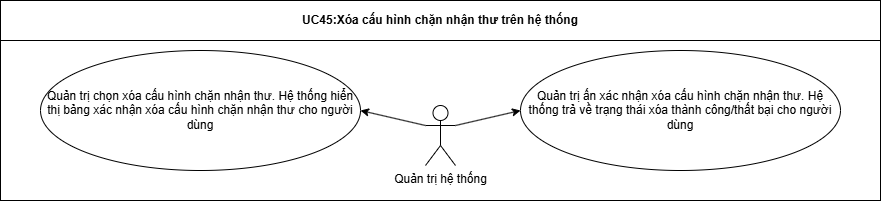 UC45:Xóa cấu hình chặn nhận thư trên hệ thống
Quản trị chọn xóa cấu hình chặn nhận thư. Hệ thống hiển
thị bảng xác nhận xóa cấu hình chặn nhận thư cho người
dùng
Quản trị ấn xác nhận xóa cấu hình chặn nhận thư. Hệ
thống trả về trạng thái xóa thành công/thất bại cho người
dùng
Quản trị hệ thống